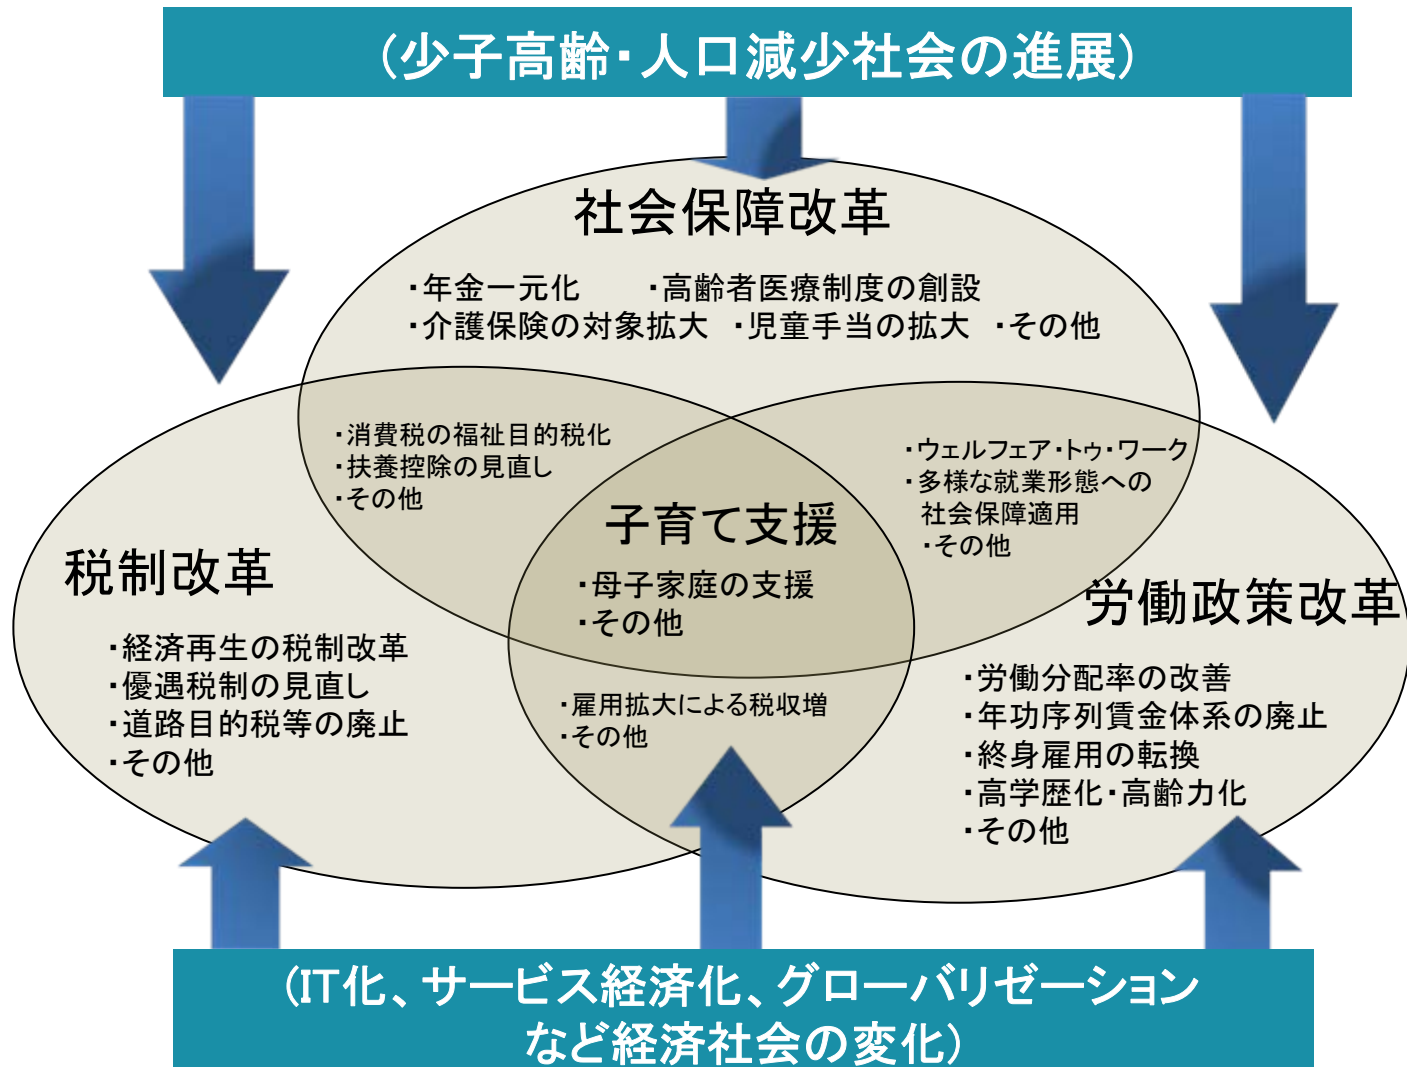 (少子高齢・人口減少社会の進展)
社会保障改革
・年金一元化　・高齢者医療制度の創設
・介護保険の対象拡大　・児童手当の拡大　・その他
・消費税の福祉目的税化
・扶養控除の見直し
・その他
・ウェルフェア・トゥ・ワーク
・多様な就業形態への
社会保障適用
・その他
子育て支援
・母子家庭の支援
・その他
税制改革
・経済再生の税制改革
・優遇税制の見直し
・道路目的税等の廃止
・その他
労働政策改革
・労働分配率の改善
・年功序列賃金体系の廃止
・終身雇用の転換
・高学歴化・高齢力化
・その他
・雇用拡大による税収増
・その他
(IT化、サービス経済化、グローバリゼーション
など経済社会の変化)